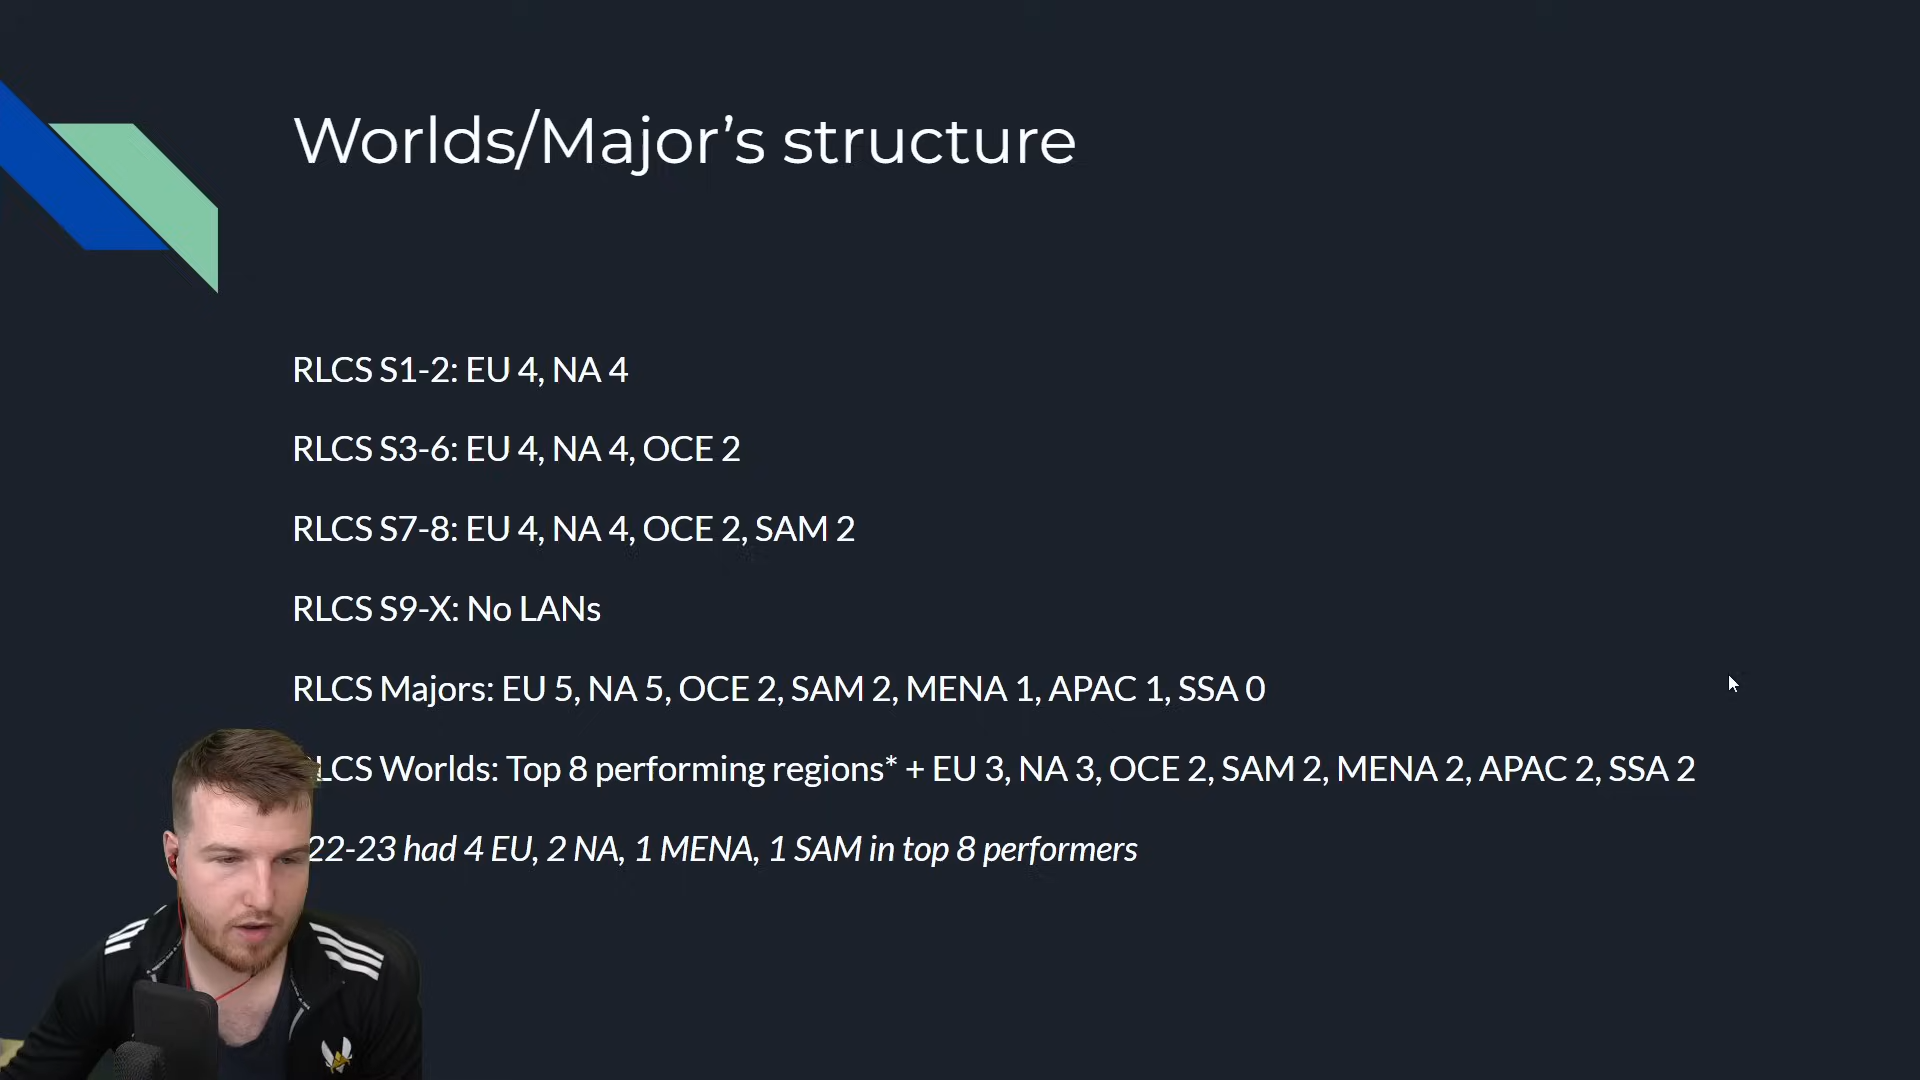 Worlds/Major’s structure
RLCS S1-2: EU 4, NA 4
RLCS S3-6: EU 4, NA 4, OCE 2
RLCS S7-8: EU 4, NA 4, OCE 2, SAM 2
RLCS S9-X: No LANs
RLCS Majors: EU 5, NA 5, OCE 2, SAM 2, MENA 1, APAC 1, SSA 0
RLCS Worlds: Top 8 performing regions* + EU 3, NA 3, OCE 2, SAM 2, MENA 2, APAC 2, SSA 2
22-23 had 4 EU, 2 NA, 1 MENA, 1 SAM in top 8 performers